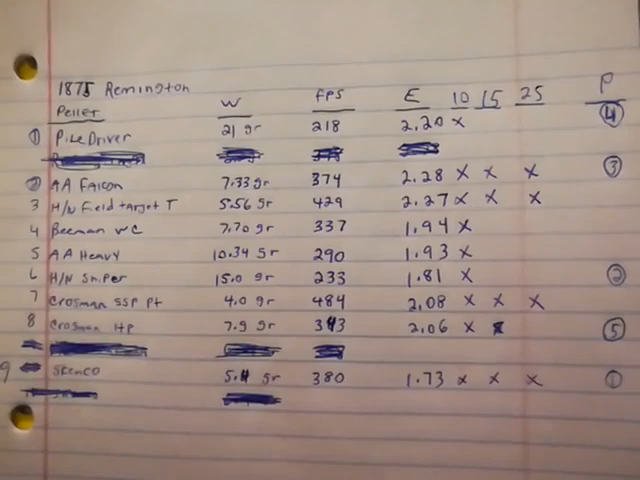 1875 Remington P
Pellet W FPS E 10 15 25
① PileDriver 21 gr 218 2.20 x ④
② AA Falcon 7.33 gr 374 2.28 x x x ③
3 H/N Field target T 5.56 gr 429 2.27 x x x
4 Beeman WC 7.70 gr 337 1.94 x
5 AA Heavy 10.34 gr 290 1.93 x
6 H/N Sniper 15.0 gr 233 1.81 x ②
7 Crosman SSP pt 4.0 gr 484 2.08 x x x
8 Crosman HP 7.9 gr 343 2.06 x x ⑤
9 Skenco 5.4 gr 380 1.73 x x x ①